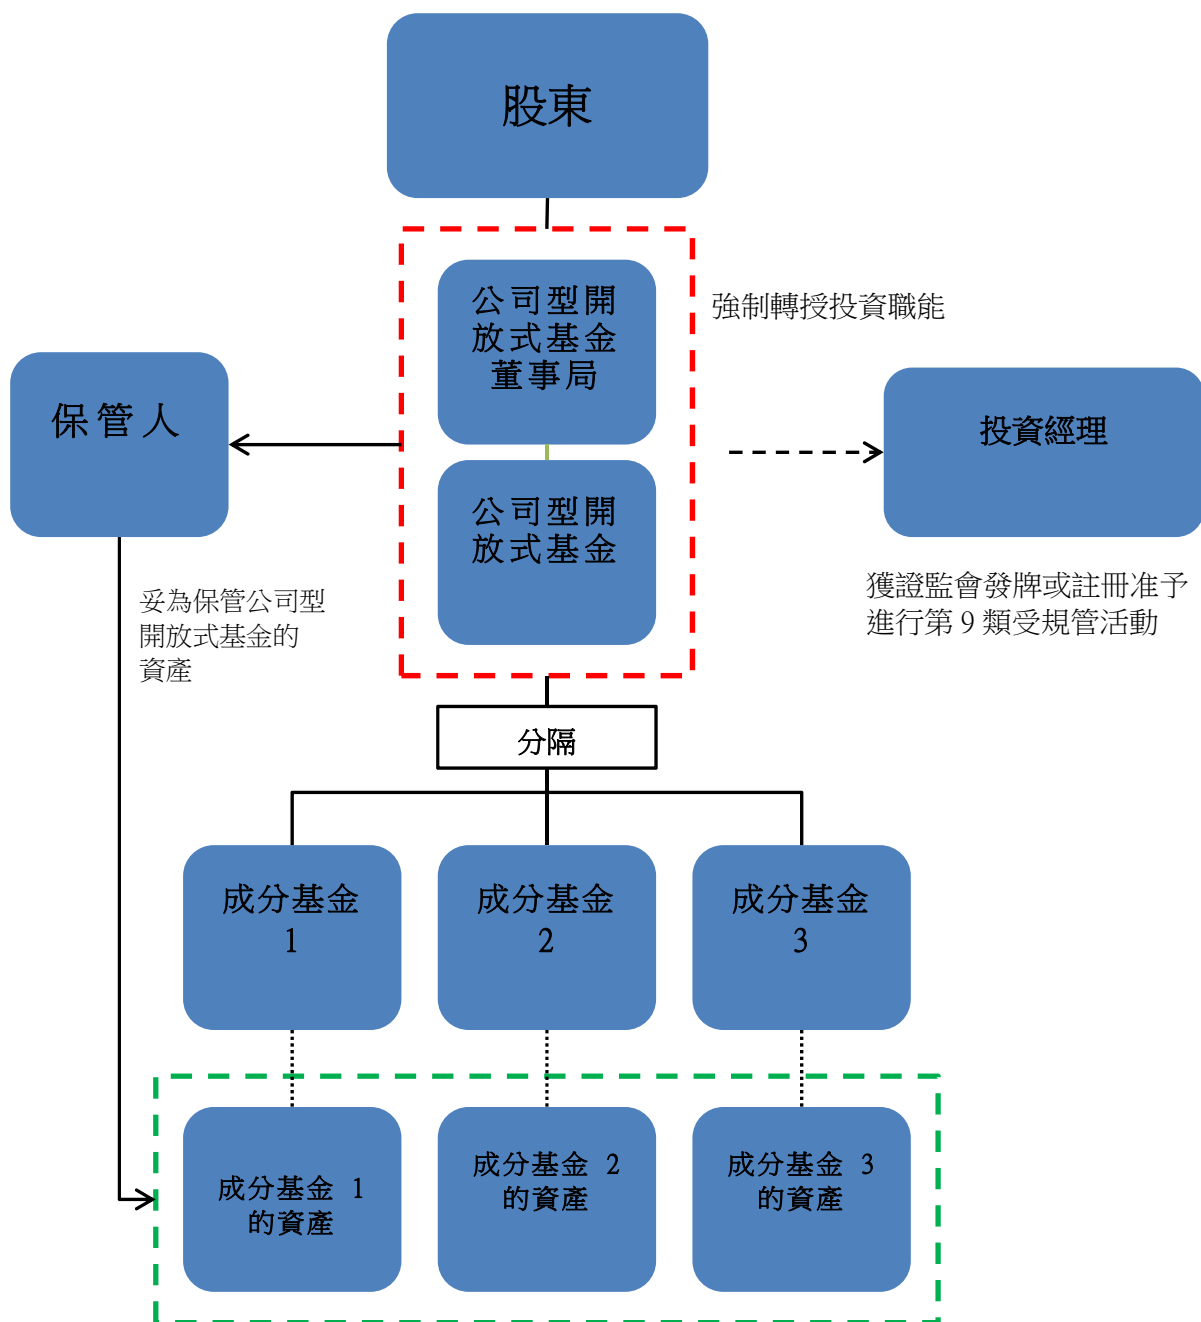 股東
公司型開
放式基金
董事局
強制轉授投資職能
保管人
投資經理
公司型開
放式基金
獲證監會發牌或註冊准予
進行第 9 類受規管活動
妥為保管公司型
開放式基金的
資產
分隔
成分基金
1
成分基金
2
成分基金
3
成分基金 1
的資產
成分基金 2
的資產
成分基金 3
的資產